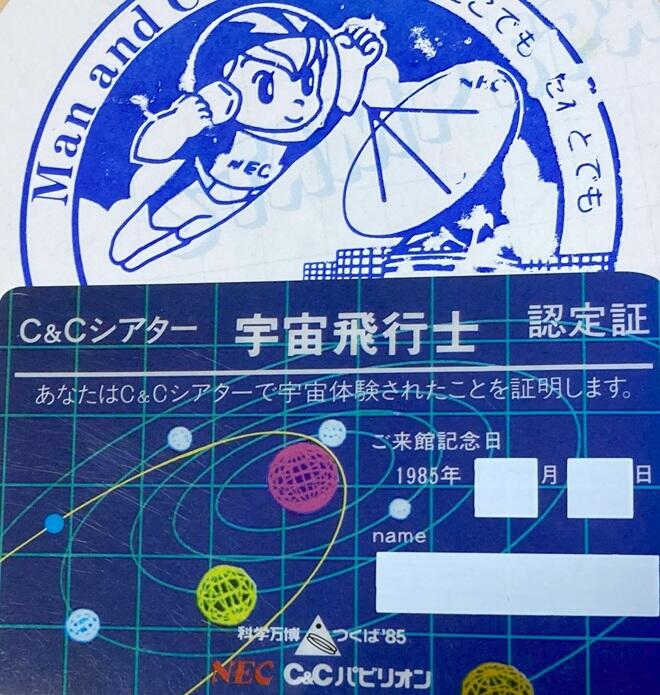 Man and C
とでも だれとでも
NEC
NEC
C&Cシアター 宇宙飛行士 認定証
あなたはC&Cシアターで宇宙体験されたことを証明します。
ご来館記念日
1985年 月 日
name
科学万博 つくば'85
NEC C&Cパビリオン